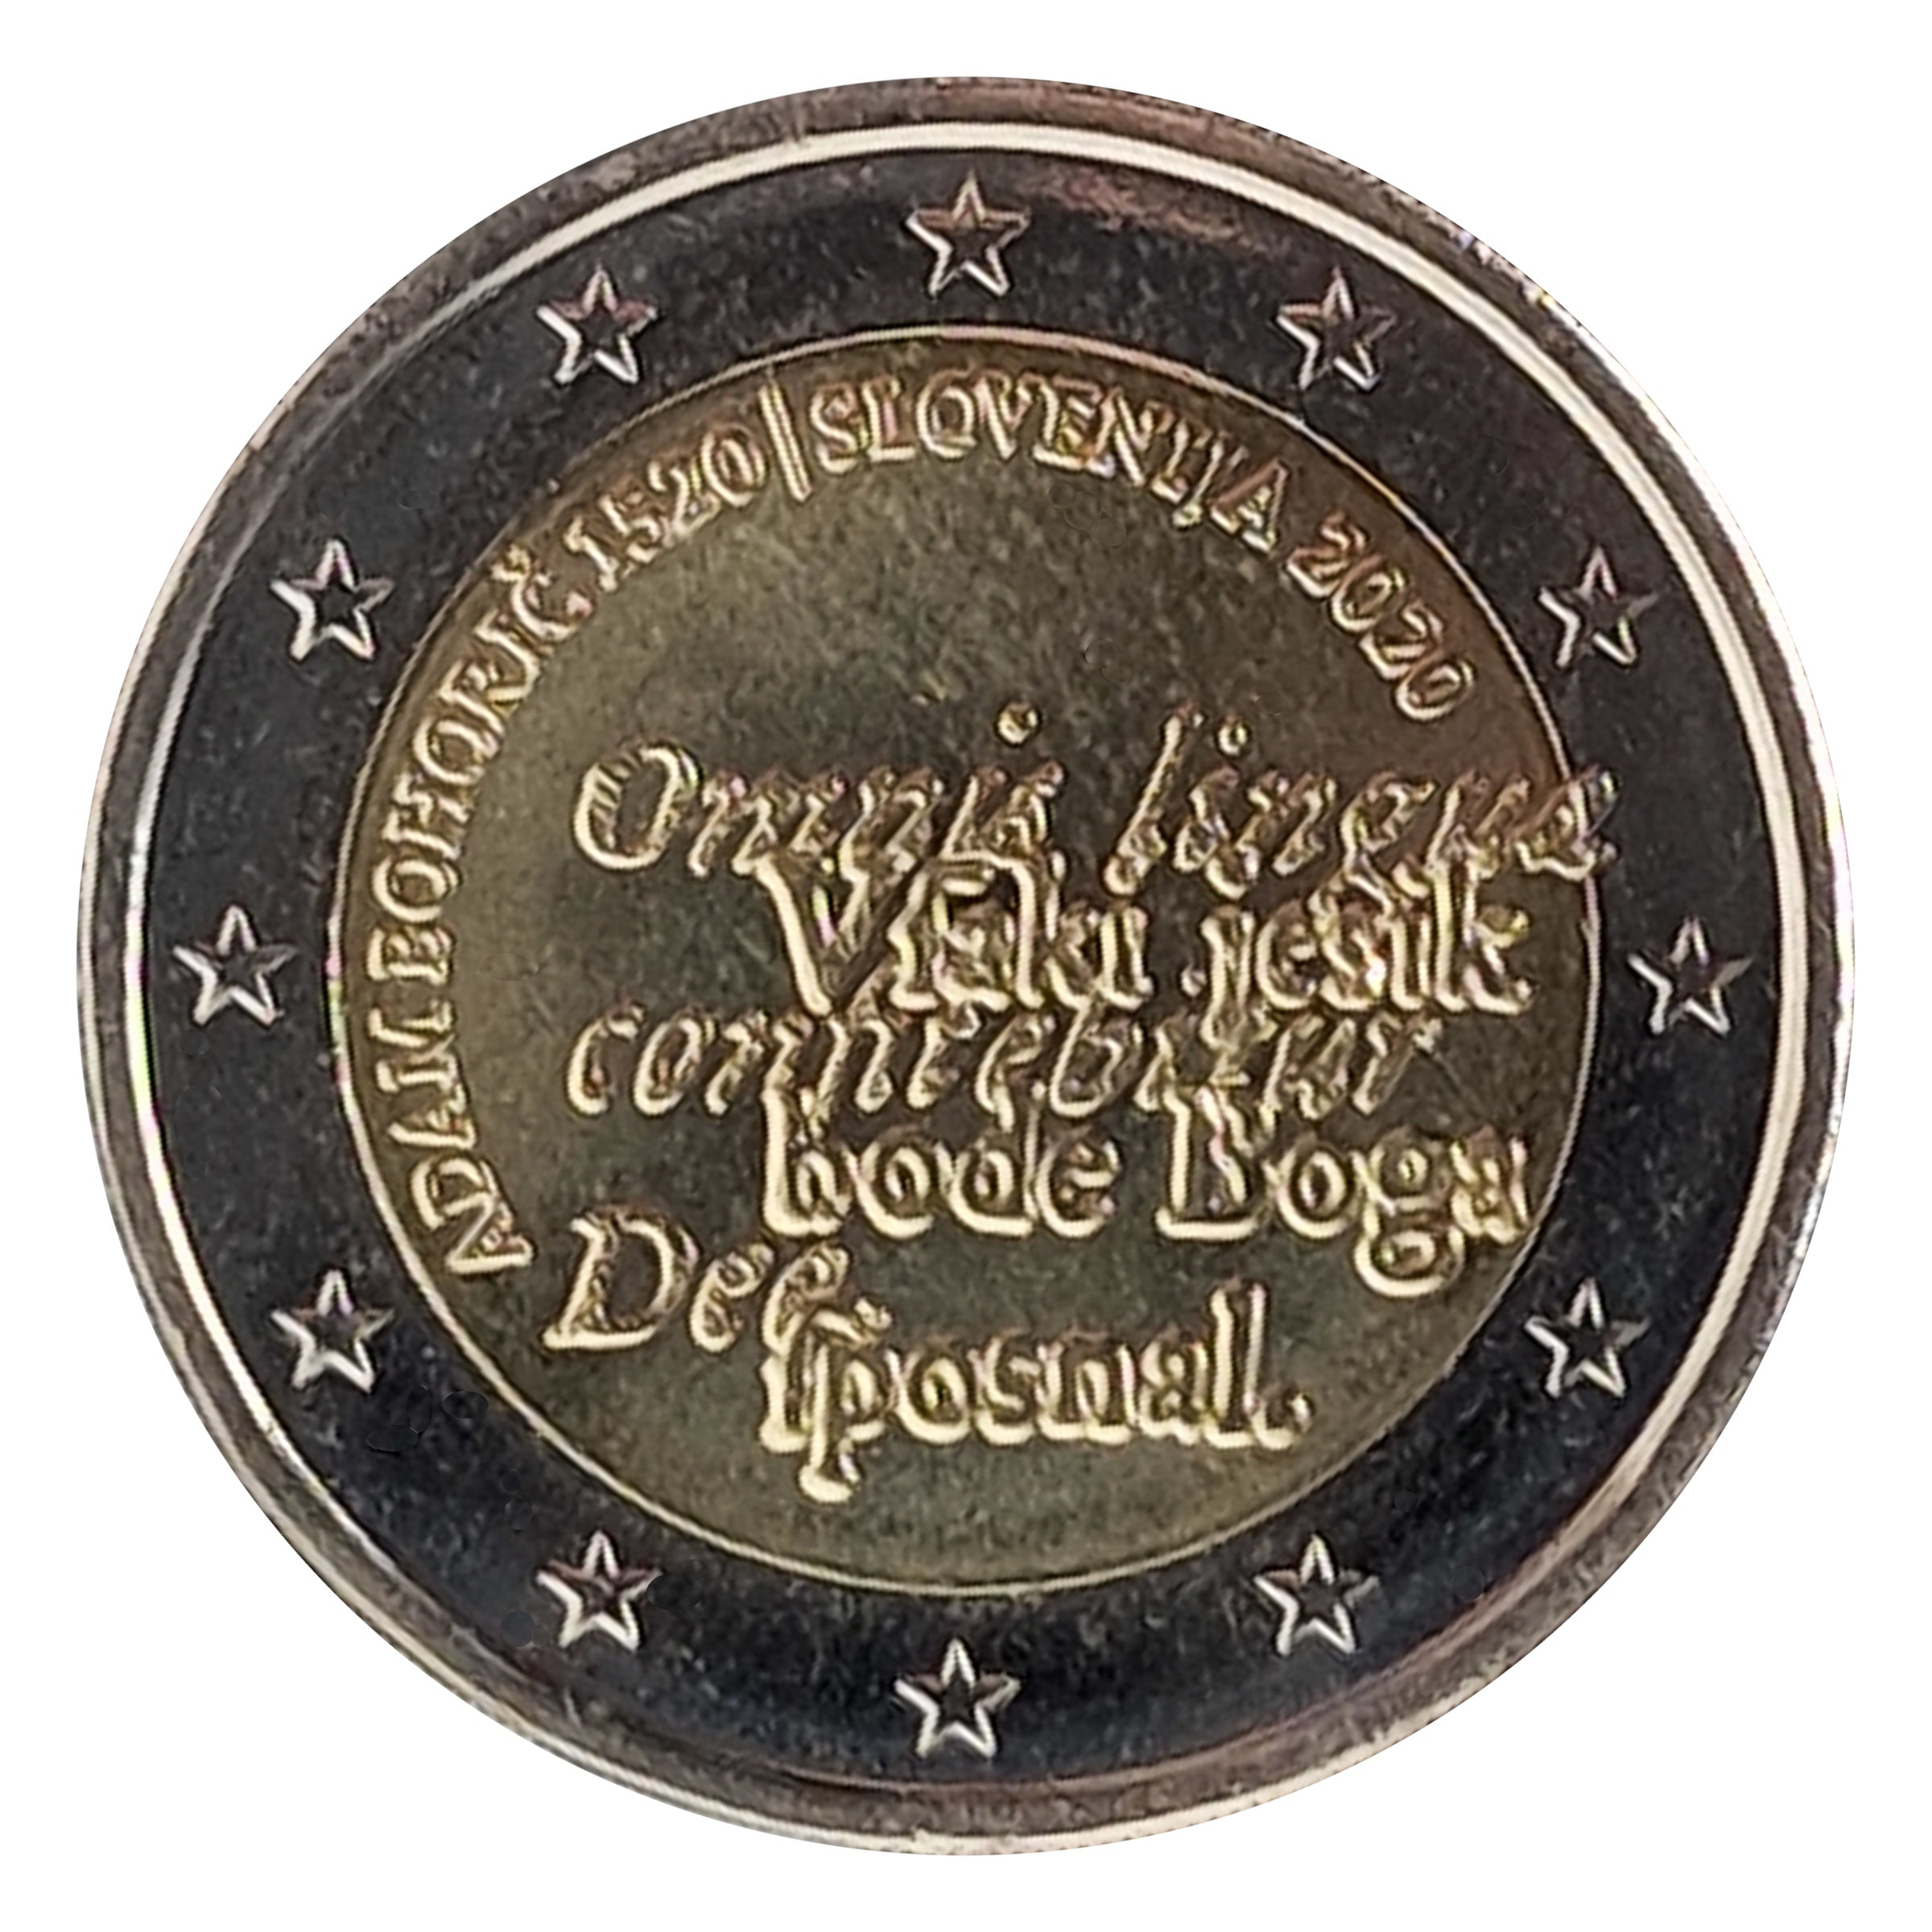 ADAM BOHORIČ 1520 | SLOVENIJA 2020
Omnis lingua
Vſaki jesik
confitebitur
bode Boga
Deo
ſposnal.